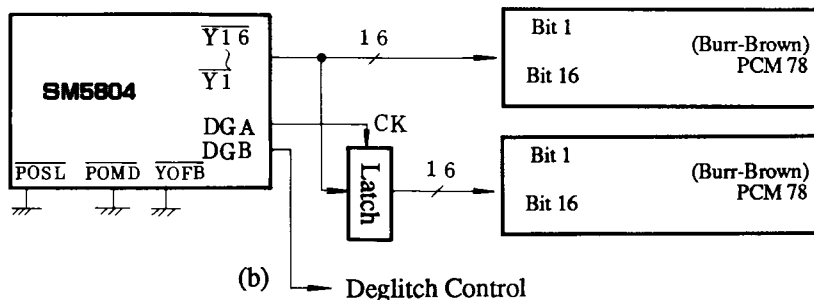 Y16
~
Y1
SM5804
DGA
DGB
POSL POMD YOFB
16
CK
Latch
16
Bit 1
(Burr-Brown)
PCM 78
Bit 16
Bit 1
(Burr-Brown)
PCM 78
Bit 16
(b)
Deglitch Control